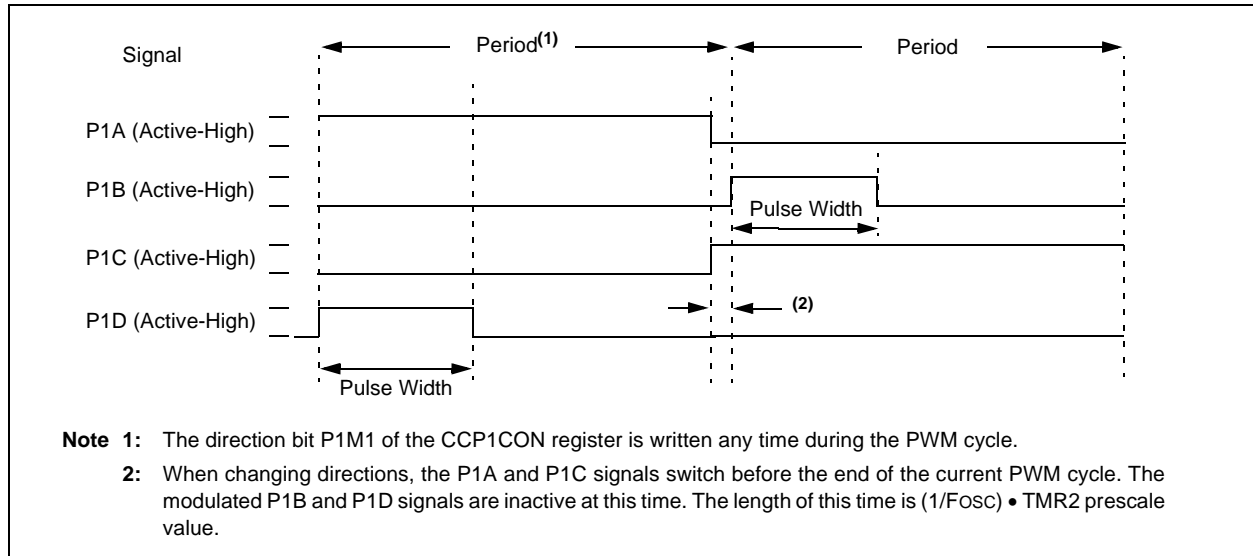 Signal
Period(1)
Period
P1A (Active-High)
P1B (Active-High)
Pulse Width
P1C (Active-High)
(2)
P1D (Active-High)
Pulse Width
Note 1: The direction bit P1M1 of the CCP1CON register is written any time during the PWM cycle.
2: When changing directions, the P1A and P1C signals switch before the end of the current PWM cycle. The
modulated P1B and P1D signals are inactive at this time. The length of this time is (1/FOSC) • TMR2 prescale
value.